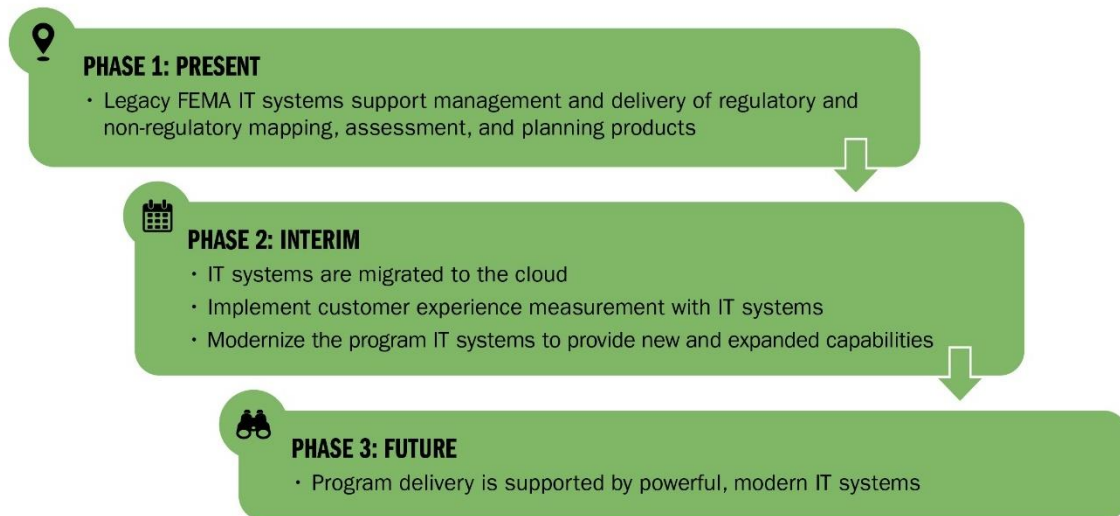 PHASE 1: PRESENT
· Legacy FEMA IT systems support management and delivery of regulatory and
non-regulatory mapping, assessment, and planning products
PHASE 2: INTERIM
· IT systems are migrated to the cloud
· Implement customer experience measurement with IT systems
· Modernize the program IT systems to provide new and expanded capabilities
PHASE 3: FUTURE
· Program delivery is supported by powerful, modern IT systems